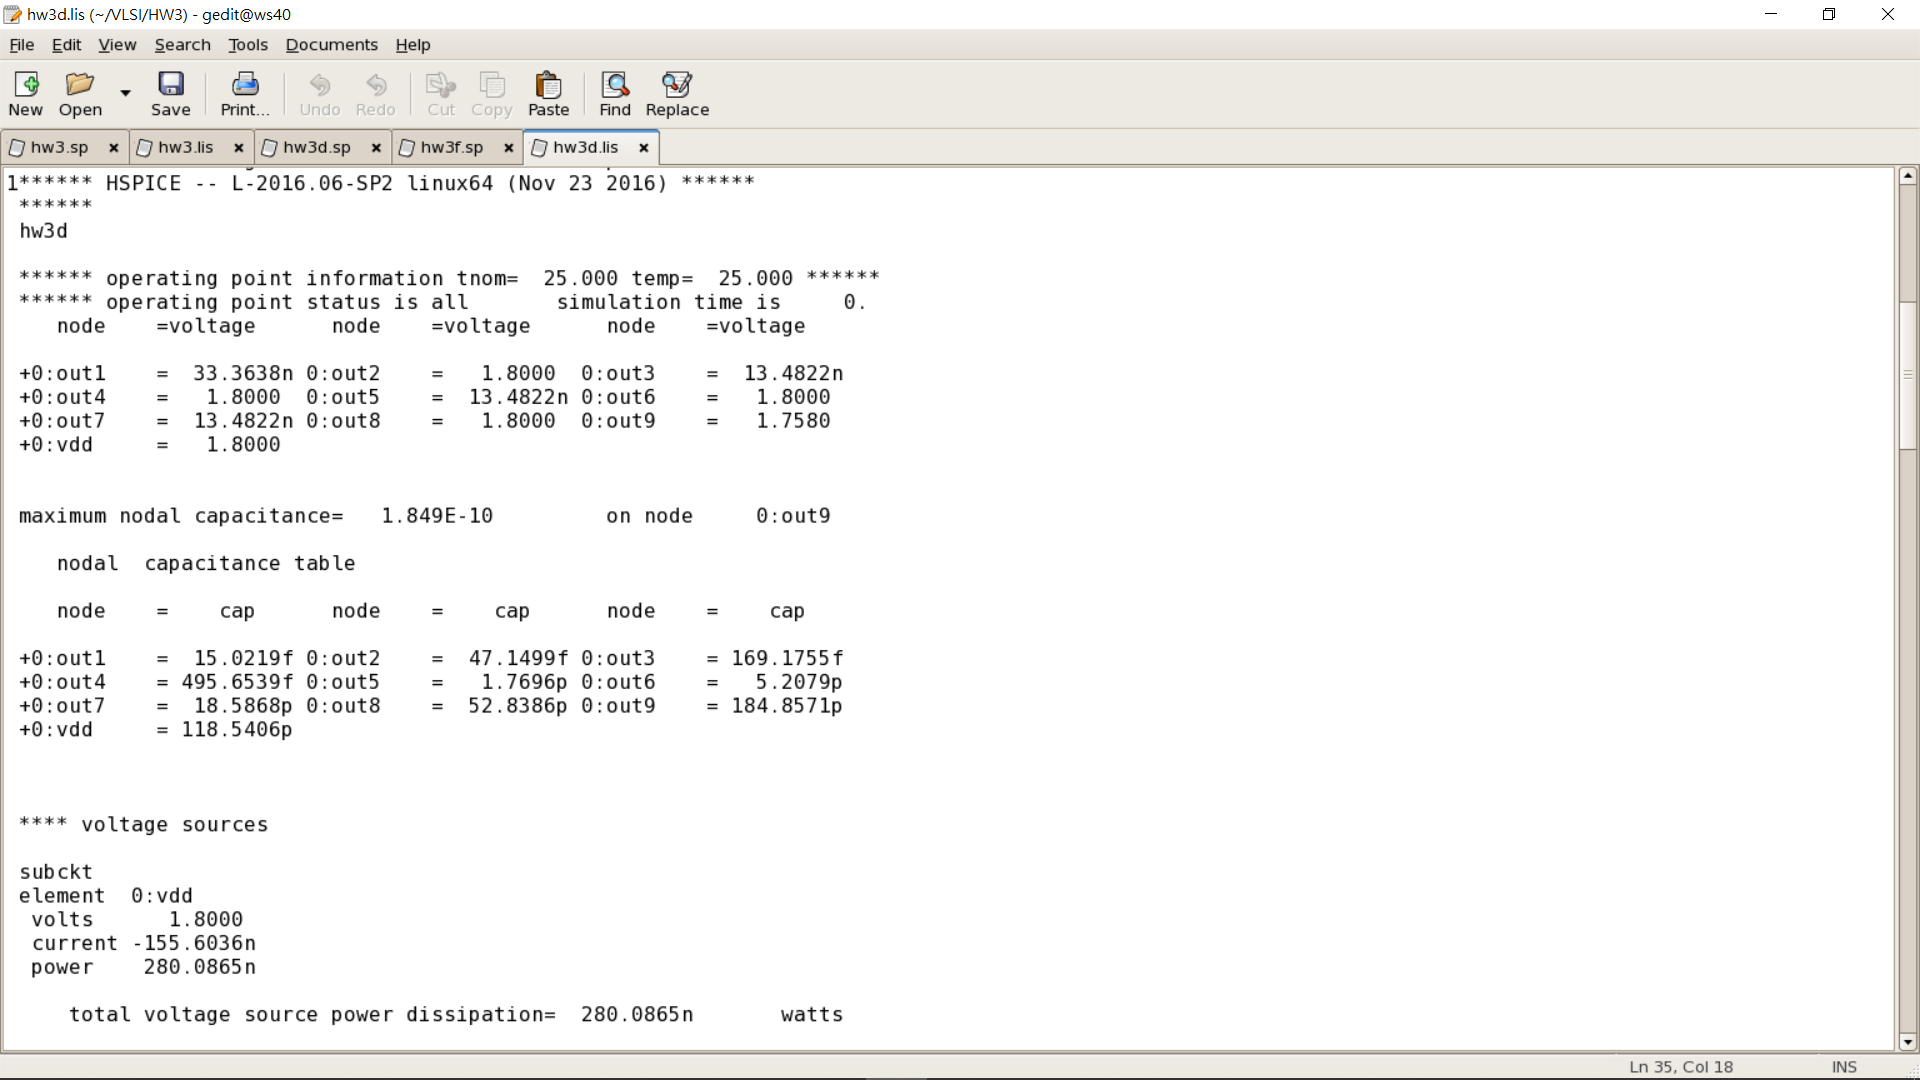 hw3d.lis (~/VLSI/HW3) - gedit@ws40
File Edit View Search Tools Documents Help
New Open Save Print... Undo Redo Cut Copy Paste Find Replace
hw3.sp hw3.lis hw3d.sp hw3f.sp hw3d.lis
1****** HSPICE -- L-2016.06-SP2 linux64 (Nov 23 2016) ******
******
hw3d
****** operating point information tnom=  25.000 temp=  25.000 ******
****** operating point status is all       simulation time is     0.
node    =voltage      node    =voltage      node    =voltage
+0:out1    =  33.3638n 0:out2    =   1.8000  0:out3    =  13.4822n
+0:out4    =   1.8000  0:out5    =  13.4822n 0:out6    =   1.8000
+0:out7    =  13.4822n 0:out8    =   1.8000  0:out9    =   1.7580
+0:vdd     =   1.8000
maximum nodal capacitance=   1.849E-10         on node     0:out9
nodal  capacitance table
node    =    cap      node    =    cap      node    =    cap
+0:out1    =  15.0219f 0:out2    =  47.1499f 0:out3    = 169.1755f
+0:out4    = 495.6539f 0:out5    =   1.7696p 0:out6    =   5.2079p
+0:out7    =  18.5868p 0:out8    =  52.8386p 0:out9    = 184.8571p
+0:vdd     = 118.5406p
**** voltage sources
subckt
element  0:vdd
volts      1.8000
current -155.6036n
power    280.0865n
total voltage source power dissipation=  280.0865n       watts
Ln 35, Col 18 INS